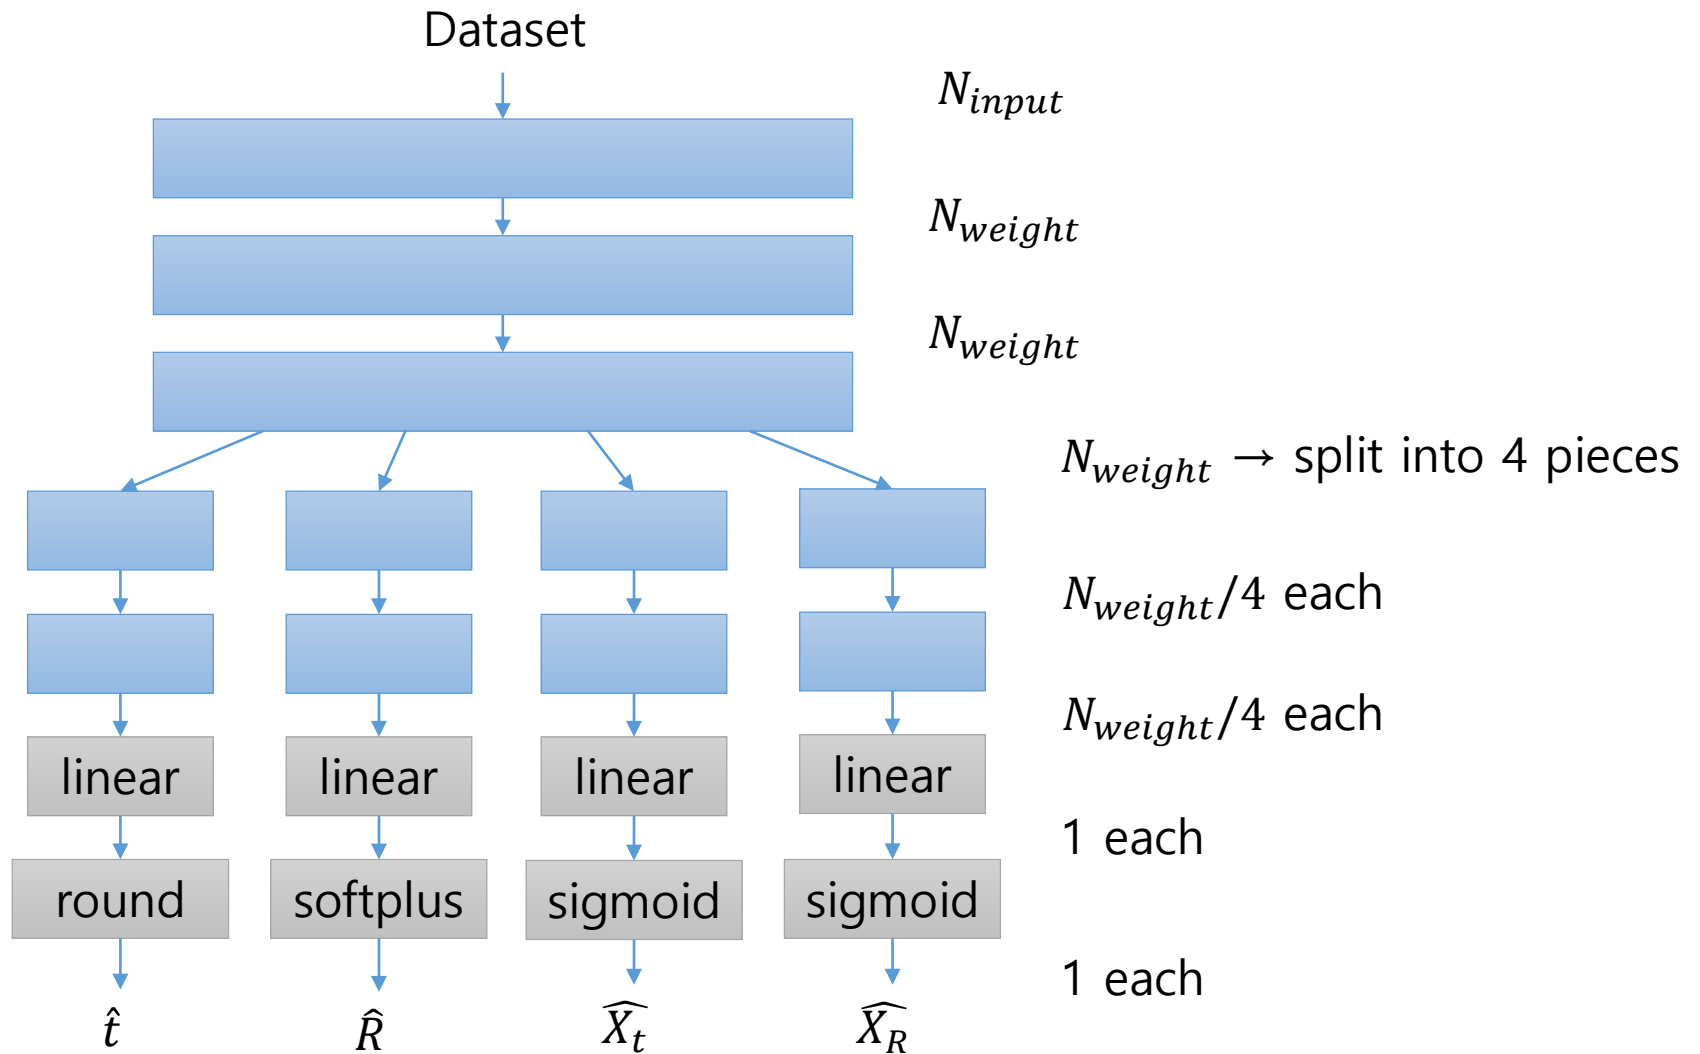 Dataset
N_input
N_weight
N_weight
N_weight → split into 4 pieces
N_weight/4 each
N_weight/4 each
linear linear linear linear
1 each
round softplus sigmoid sigmoid
1 each
t̂ R̂ X̂_t X̂_R